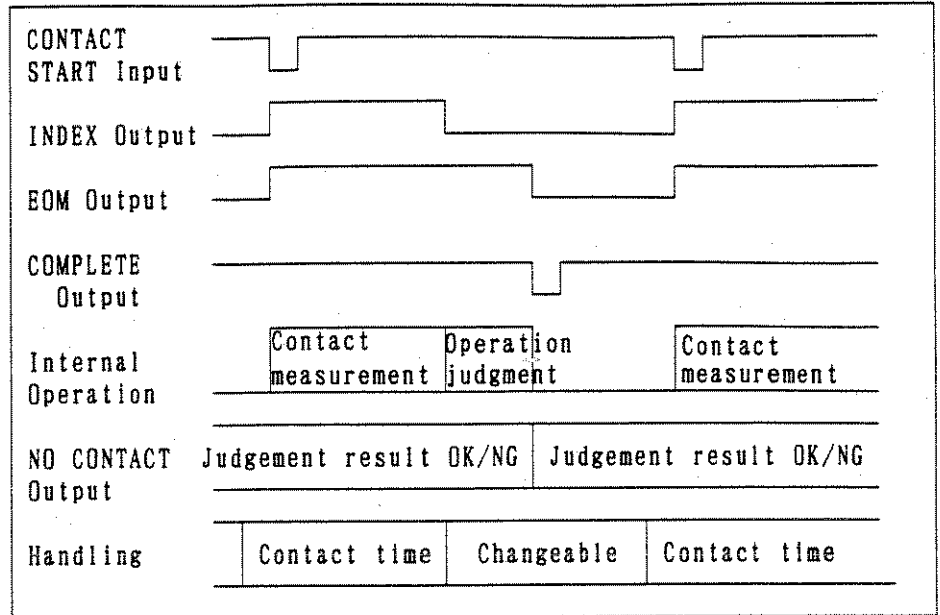 CONTACT
START Input
INDEX Output
EOM Output
COMPLETE
Output
Internal
Operation
Contact
measurement
Operation
judgment
Contact
measurement
NO CONTACT
Output
Judgement result OK/NG
Judgement result OK/NG
Handling
Contact time
Changeable
Contact time